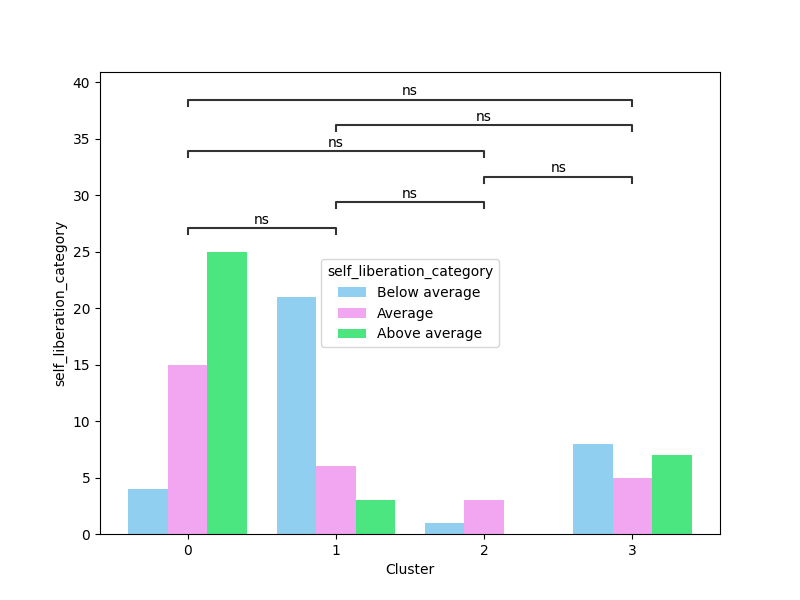 ns
ns
ns
ns
ns
ns
40
35
30
25
20
15
10
5
0
self_liberation_category
self_liberation_category
Below average
Average
Above average
0 1 2 3
Cluster